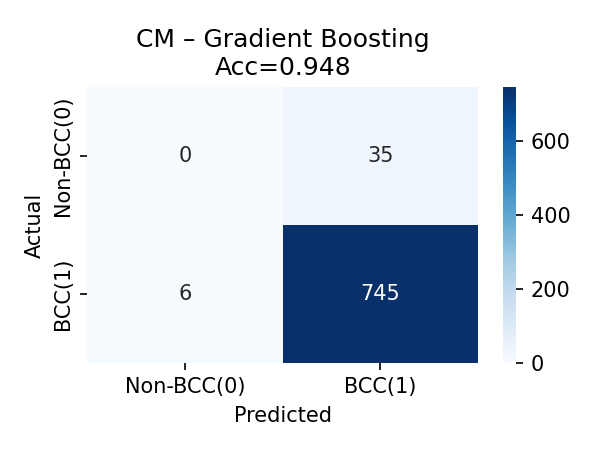 CM – Gradient Boosting
Acc=0.948
Actual
Non-BCC(0)
BCC(1)
0
35
6
745
Non-BCC(0)
BCC(1)
Predicted
600
400
200
0